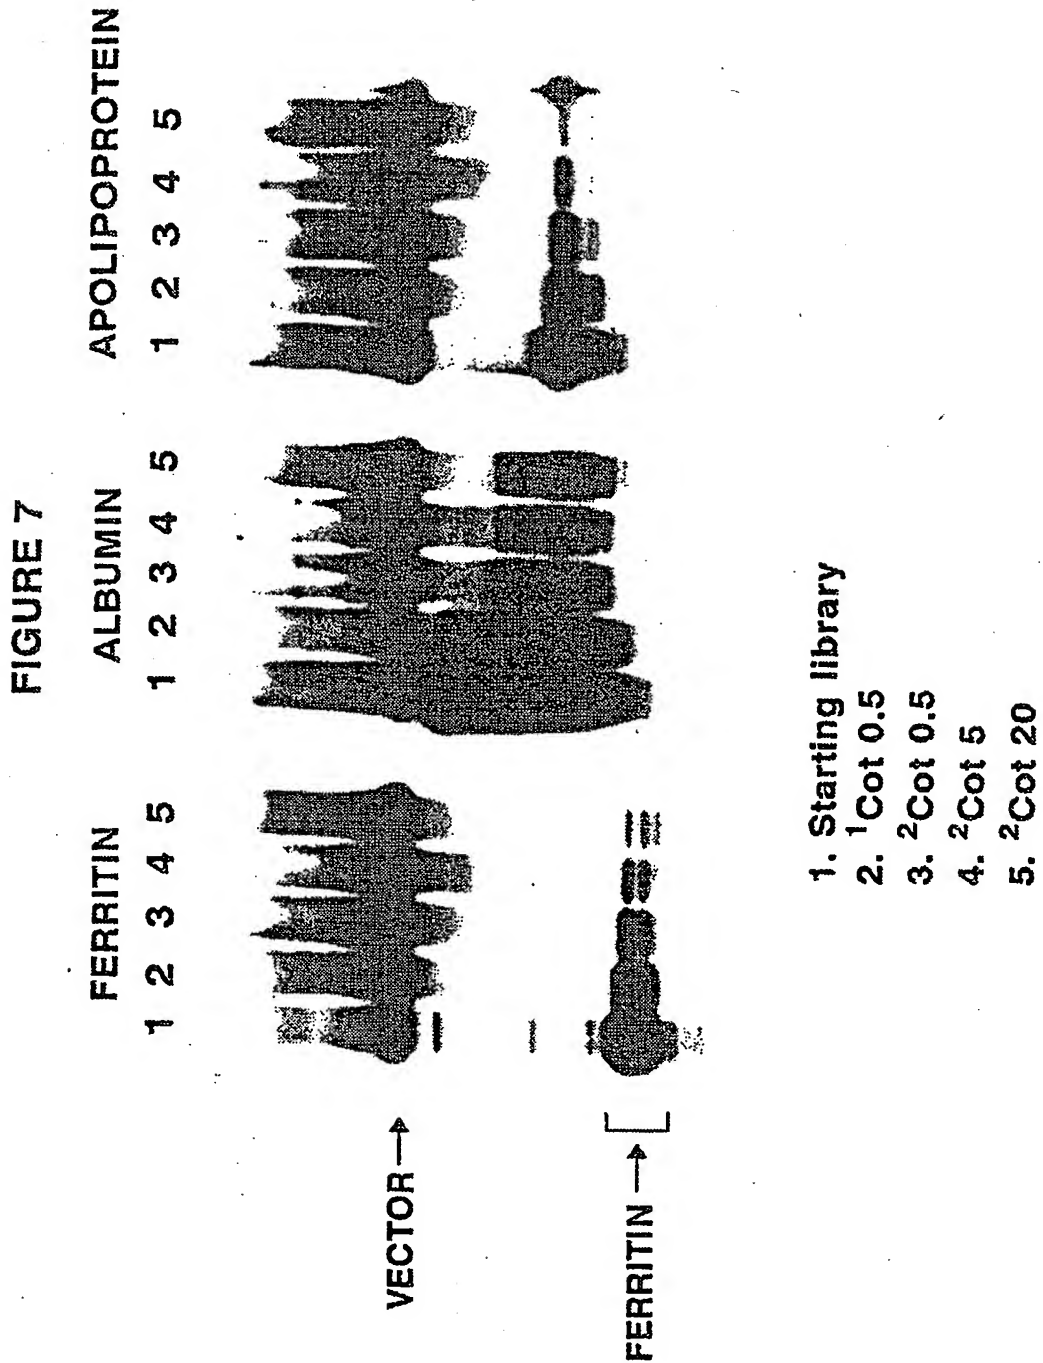 FIGURE 7
FERRITIN ALBUMIN APOLIPOPROTEIN
1 2 3 4 5 1 2 3 4 5 1 2 3 4 5
VECTOR
FERRITIN
1. Starting library
2. ¹Cot 0.5
3. ²Cot 0.5
4. ²Cot 5
5. ²Cot 20